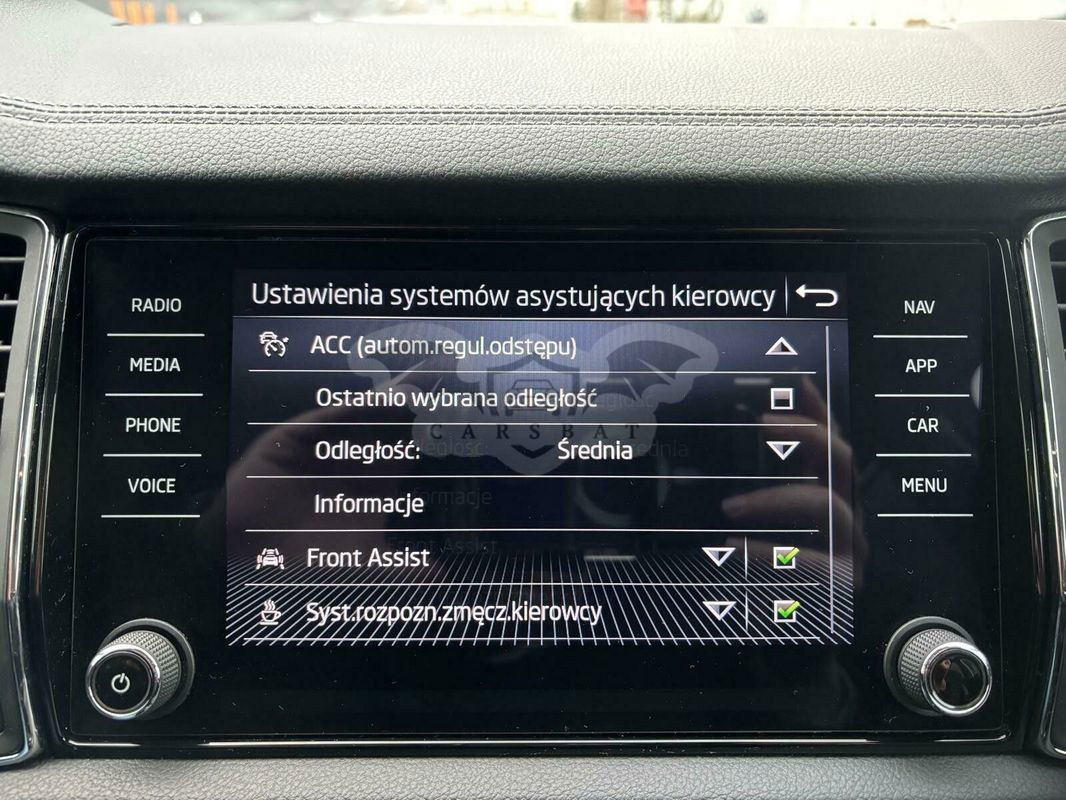 RADIO
MEDIA
PHONE
VOICE
Ustawienia systemów asystujących kierowcy
ACC (autom.regul.odstępu)
Ostatnio wybrana odległość
CARSBAT
Odległość: Średnia
Informacje
Front Assist
Syst.rozpozn.zmęcz.kierowcy
NAV
APP
CAR
MENU